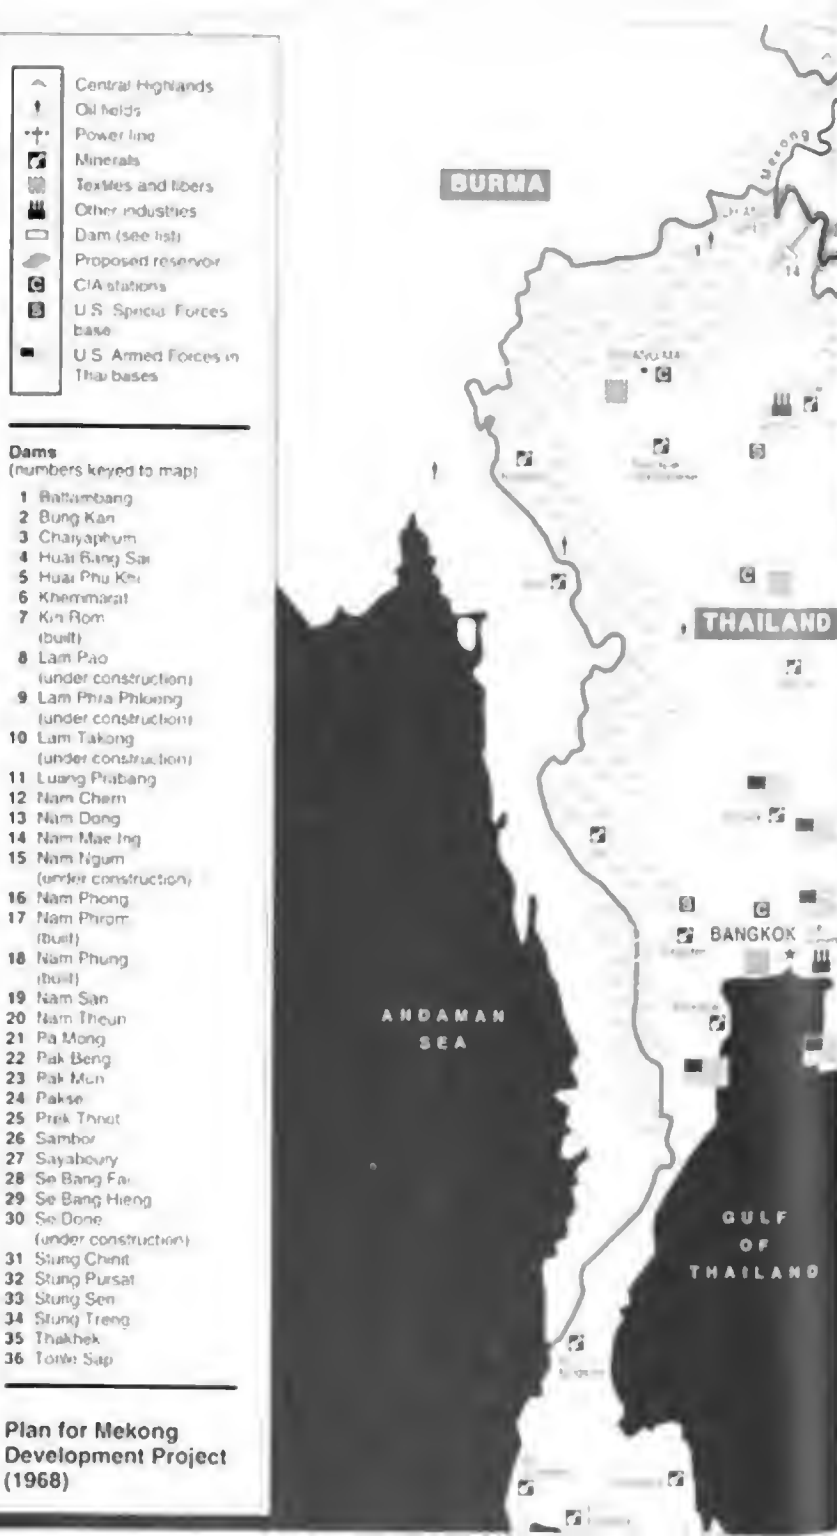 Central Highlands
Oil fields
Power line
Minerals
Textiles and fibers
Other industries
Dam (see list)
Proposed reservoir
C CIA stations
S U.S. Special Forces
base
U.S. Armed Forces in
Thai bases
Dams
(numbers keyed to map)
1 Battambang
2 Bung Kan
3 Chaiyaphum
4 Huai Bang Sai
5 Huai Phu Khi
6 Khemmarat
7 Kin Rom
(built)
8 Lam Pao
(under construction)
9 Lam Phra Phloeng
(under construction)
10 Lam Takong
(under construction)
11 Luang Prabang
12 Nam Chern
13 Nam Dong
14 Nam Mae Ing
15 Nam Ngum
(under construction)
16 Nam Phong
17 Nam Phrom
(built)
18 Nam Phung
(built)
19 Nam San
20 Nam Theun
21 Pa Mong
22 Pak Beng
23 Pak Mun
24 Pakse
25 Prek Thnot
26 Sambor
27 Sayaboury
28 Se Bang Fai
29 Se Bang Hieng
30 Se Done
(under construction)
31 Stung Chinit
32 Stung Pursat
33 Stung Sen
34 Stung Treng
35 Thakhek
36 Tonle Sap
Plan for Mekong
Development Project
(1968)
Mekong
BURMA
14
C
S
C
THAILAND
S
C
BANGKOK
ANDAMAN
SEA
GULF
OF
THAILAND